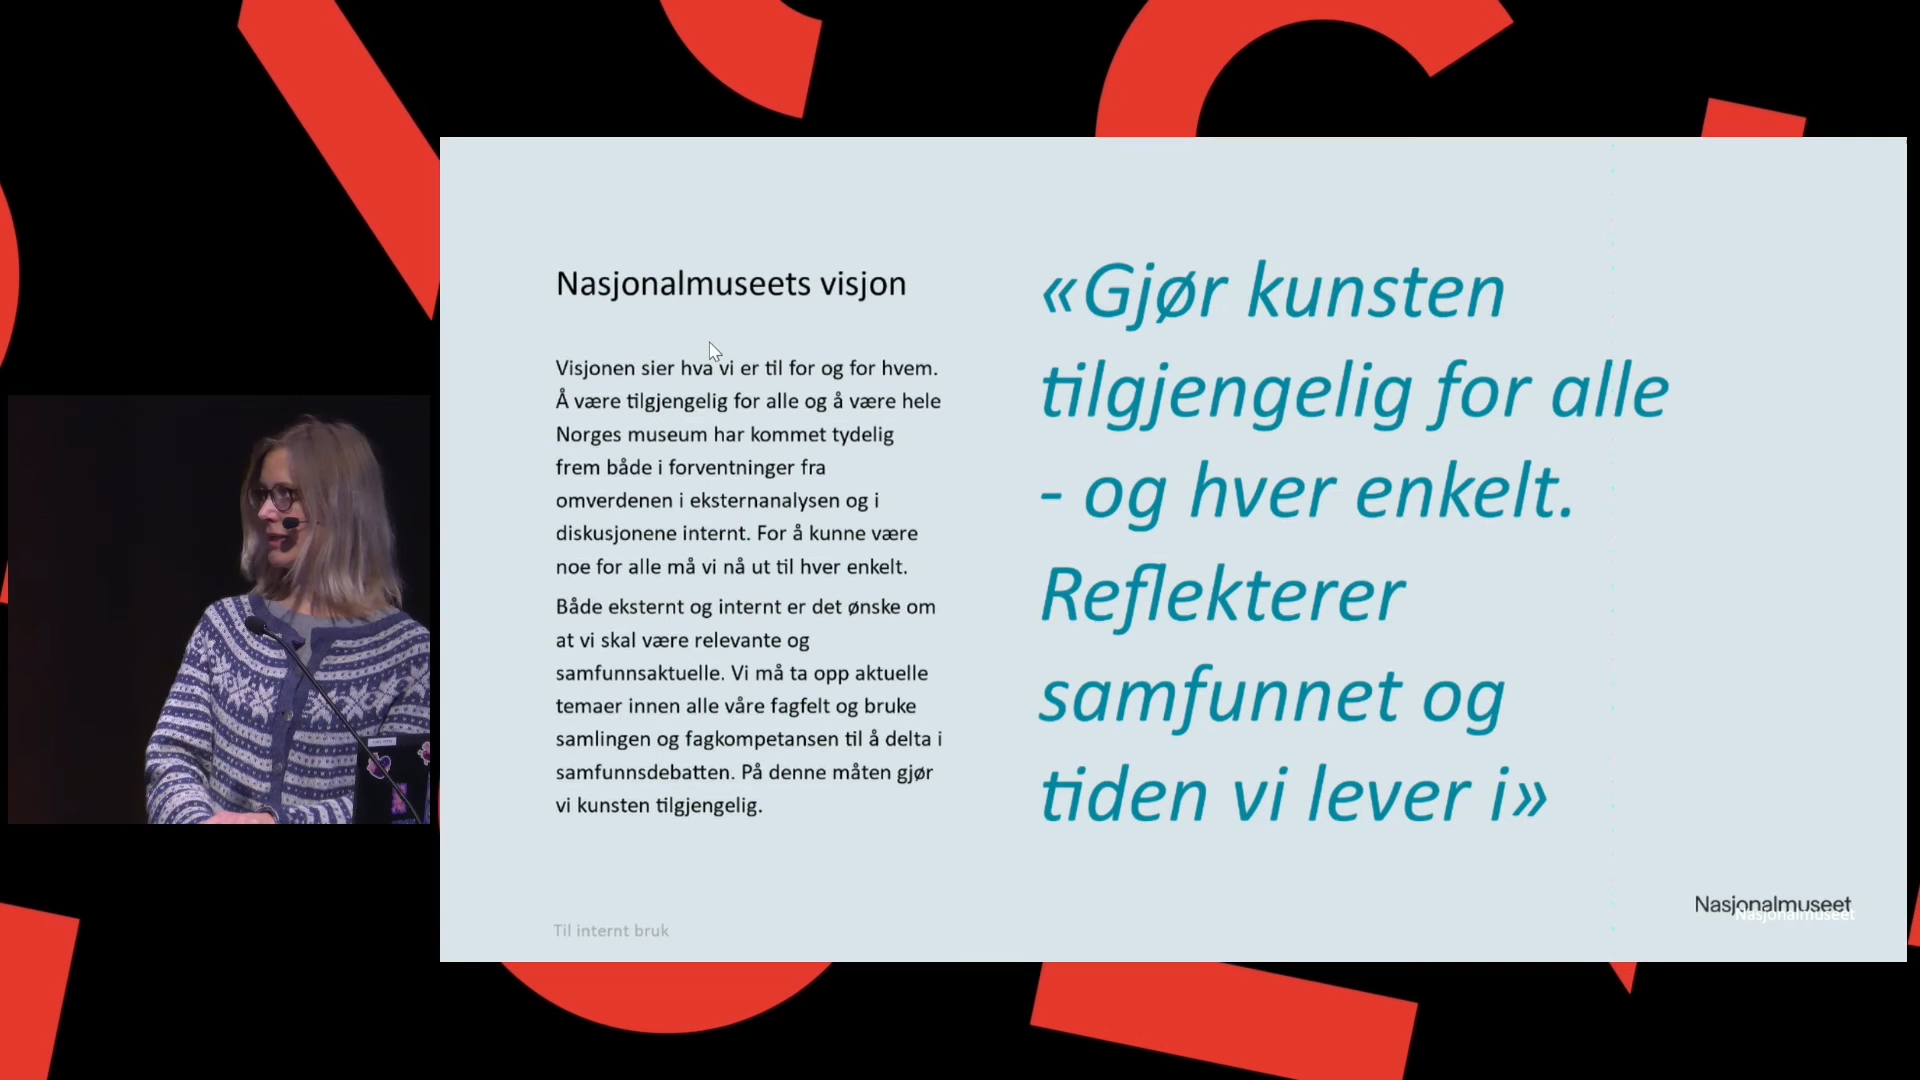 Nasjonalmuseets visjon
Visjonen sier hva vi er til for og for hvem.
Å være tilgjengelig for alle og å være hele
Norges museum har kommet tydelig
frem både i forventninger fra
omverdenen i eksternanalysen og i
diskusjonene internt. For å kunne være
noe for alle må vi nå ut til hver enkelt.
Både eksternt og internt er det ønske om
at vi skal være relevante og
samfunnsaktuelle. Vi må ta opp aktuelle
temaer innen alle våre fagfelt og bruke
samlingen og fagkompetansen til å delta i
samfunnsdebatten. På denne måten gjør
vi kunsten tilgjengelig.
«Gjør kunsten
tilgjengelig for alle
- og hver enkelt.
Reflekterer
samfunnet og
tiden vi lever i»
Til internt bruk
Nasjonalmuseet
Nasjonalmuseet